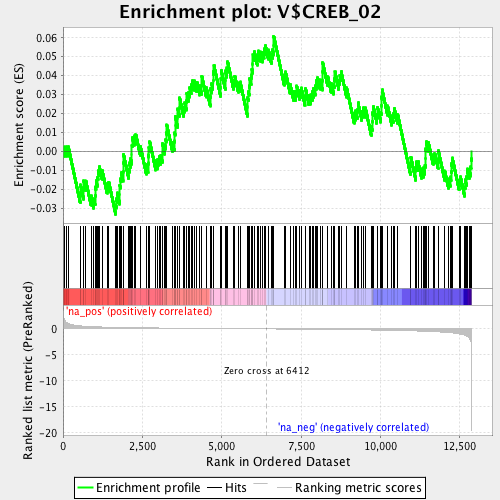 Enrichment plot: V$CREB_02
Enrichment score (ES)
0.06
0.05
0.04
0.03
0.02
0.01
0.00
-0.01
-0.02
-0.03
'na_pos' (positively correlated)
Ranked list metric (PreRanked)
0
-5
-10
-15
-20
Zero cross at 6412
'na_neg' (negatively correlated)
0
2,500
5,000
7,500
10,000
12,500
Rank in Ordered Dataset
Enrichment profile
Hits
Ranking metric scores